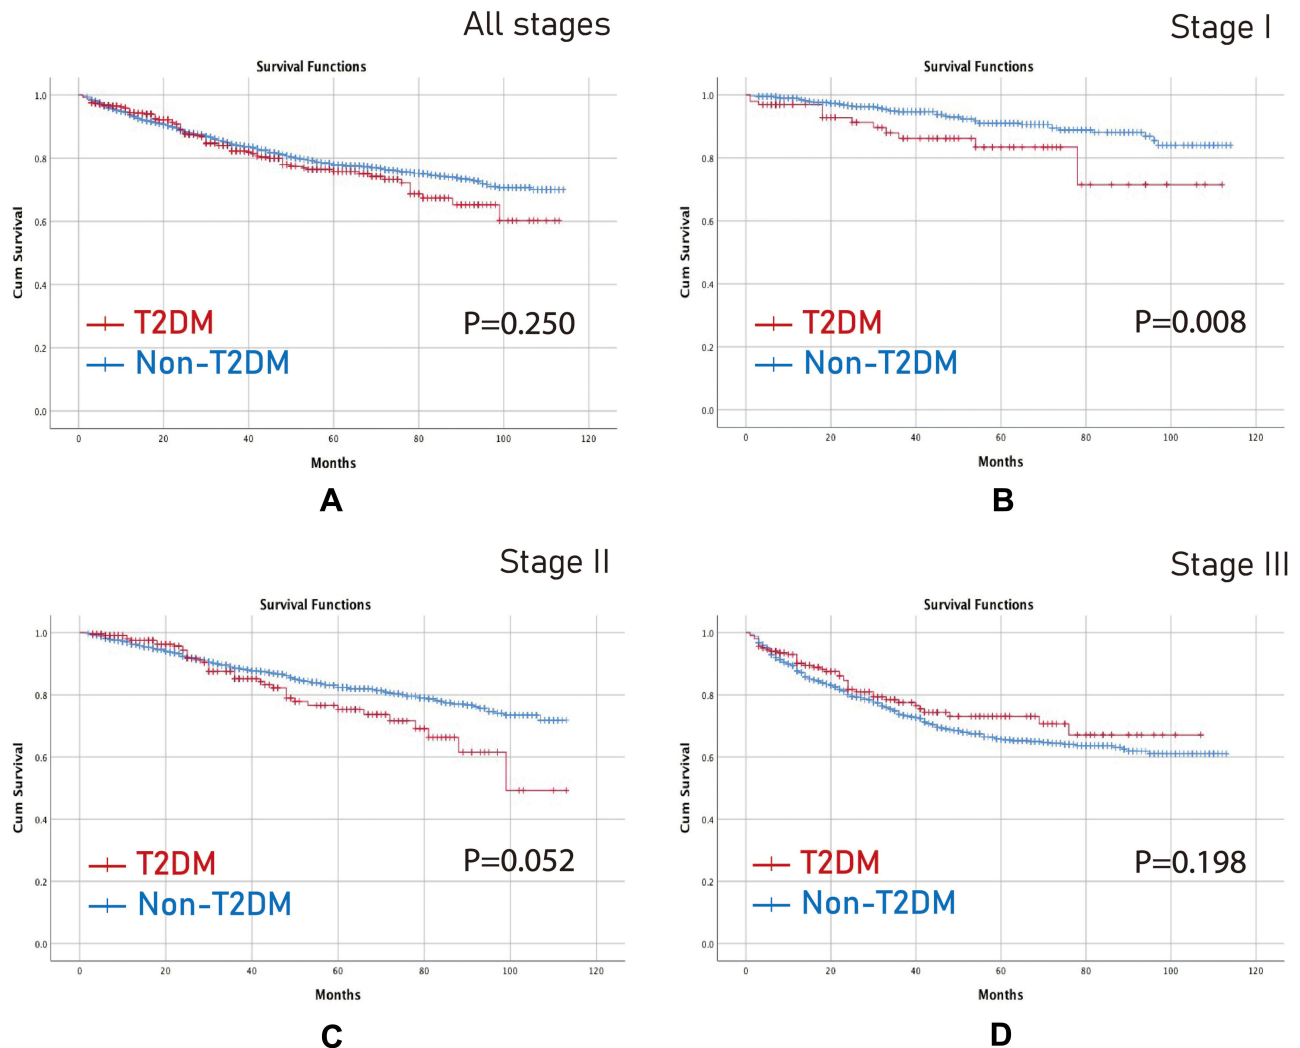 All stages
Survival Functions
Cum Survival
1.0
0.8
0.6
0.4
0.2
0.0
T2DM
Non-T2DM
P=0.250
0 20 40 60 80 100 120
Months
A
Stage I
Survival Functions
Cum Survival
1.0
0.8
0.6
0.4
0.2
0.0
T2DM
Non-T2DM
P=0.008
0 20 40 60 80 100 120
Months
B
Stage II
Survival Functions
Cum Survival
1.0
0.8
0.6
0.4
0.2
0.0
T2DM
Non-T2DM
P=0.052
0 20 40 60 80 100 120
Months
C
Stage III
Survival Functions
Cum Survival
1.0
0.8
0.6
0.4
0.2
0.0
T2DM
Non-T2DM
P=0.198
0 20 40 60 80 100 120
Months
D